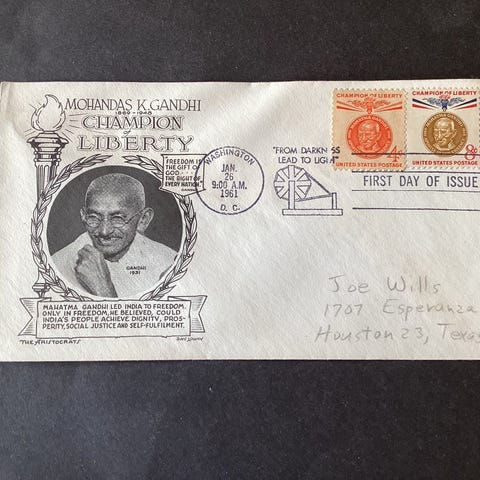 MOHANDAS K. GANDHI
1869-1948
CHAMPION
of
LIBERTY
"FREEDOM IS
THE GIFT OF
GOD . . .
THE RIGHT OF
EVERY NATION."
GANDHI
1931
MAHATMA GANDHI LED INDIA TO FREEDOM.
ONLY IN FREEDOM, HE BELIEVED, COULD
INDIA'S PEOPLE ACHIEVE DIGNITY, PROS-
PERITY, SOCIAL JUSTICE AND SELF-FULFILMENT.
THE ARISTOCRATS
WASHINGTON
JAN.
26
9:00 A.M.
1961
D. C.
"FROM DARKN SS
LEAD TO LIGHT"
CHAMPION OF LIBERTY
4¢
UNITED STATES POSTAGE
CHAMPION OF LIBERTY
8¢
UNITED STATES POSTAGE
FIRST DAY OF ISSUE
Joe Wills
1707 Esperanza
Houston 23, Texas